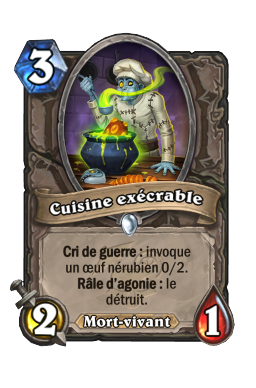 3
Cuisine exécrable
Cri de guerre : invoque
un œuf nérubien 0/2.
Râle d'agonie : le
détruit.
2
Mort-vivant
1